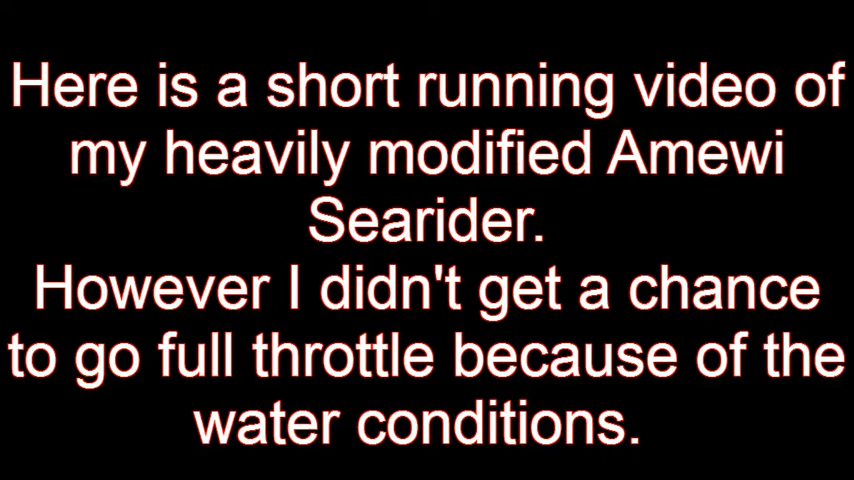 Here is a short running video of
my heavily modified Amewi
Searider.
However I didn't get a chance
to go full throttle because of the
water conditions.